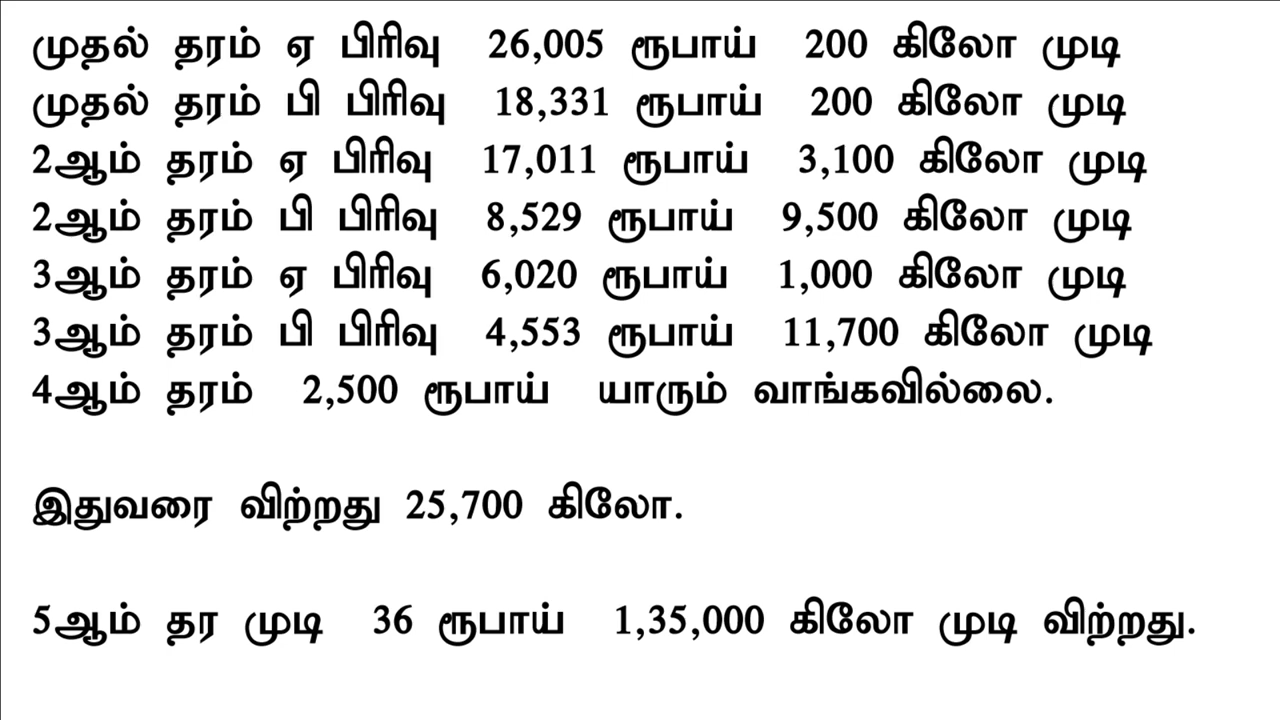 முதல் தரம் ஏ பிரிவு 26,005 ரூபாய் 200 கிலோ முடி
முதல் தரம் பி பிரிவு 18,331 ரூபாய் 200 கிலோ முடி
2ஆம் தரம் ஏ பிரிவு 17,011 ரூபாய் 3,100 கிலோ முடி
2ஆம் தரம் பி பிரிவு 8,529 ரூபாய் 9,500 கிலோ முடி
3ஆம் தரம் ஏ பிரிவு 6,020 ரூபாய் 1,000 கிலோ முடி
3ஆம் தரம் பி பிரிவு 4,553 ரூபாய் 11,700 கிலோ முடி
4ஆம் தரம் 2,500 ரூபாய் யாரும் வாங்கவில்லை.
இதுவரை விற்றது 25,700 கிலோ.
5ஆம் தர முடி 36 ரூபாய் 1,35,000 கிலோ முடி விற்றது.